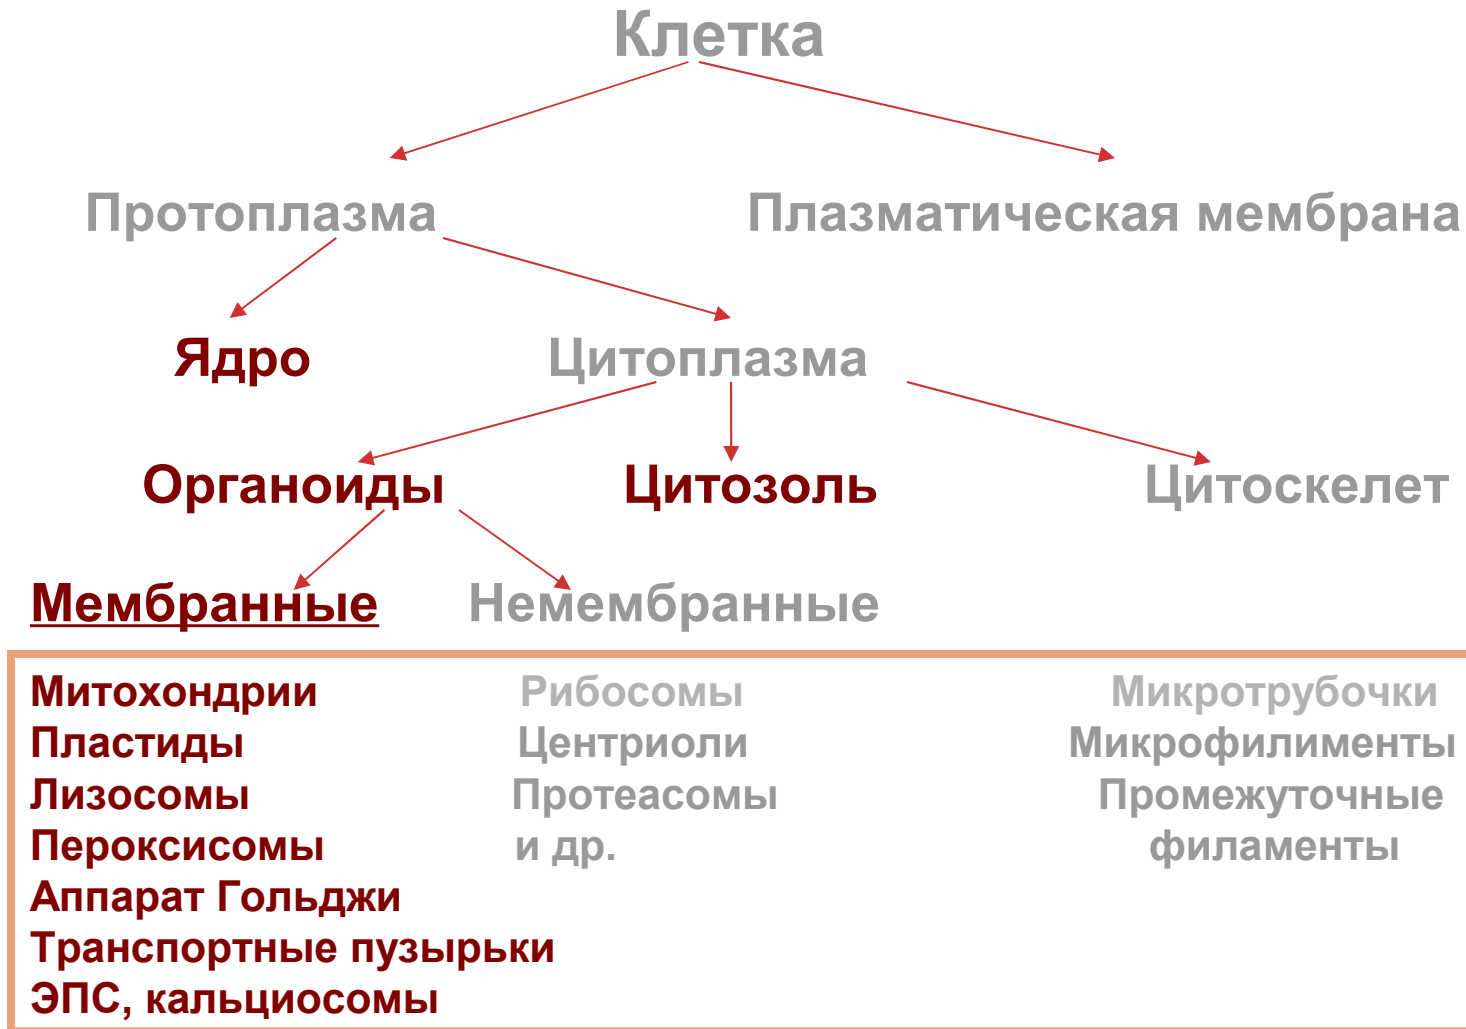 Клетка
Протоплазма Плазматическая мембрана
Ядро Цитоплазма
Органоиды Цитозоль Цитоскелет
Мембранные Немембранные
Митохондрии Рибосомы Микротрубочки
Пластиды Центриоли Микрофилименты
Лизосомы Протеасомы Промежуточные
Пероксисомы и др. филаменты
Аппарат Гольджи
Транспортные пузырьки
ЭПС, кальциосомы